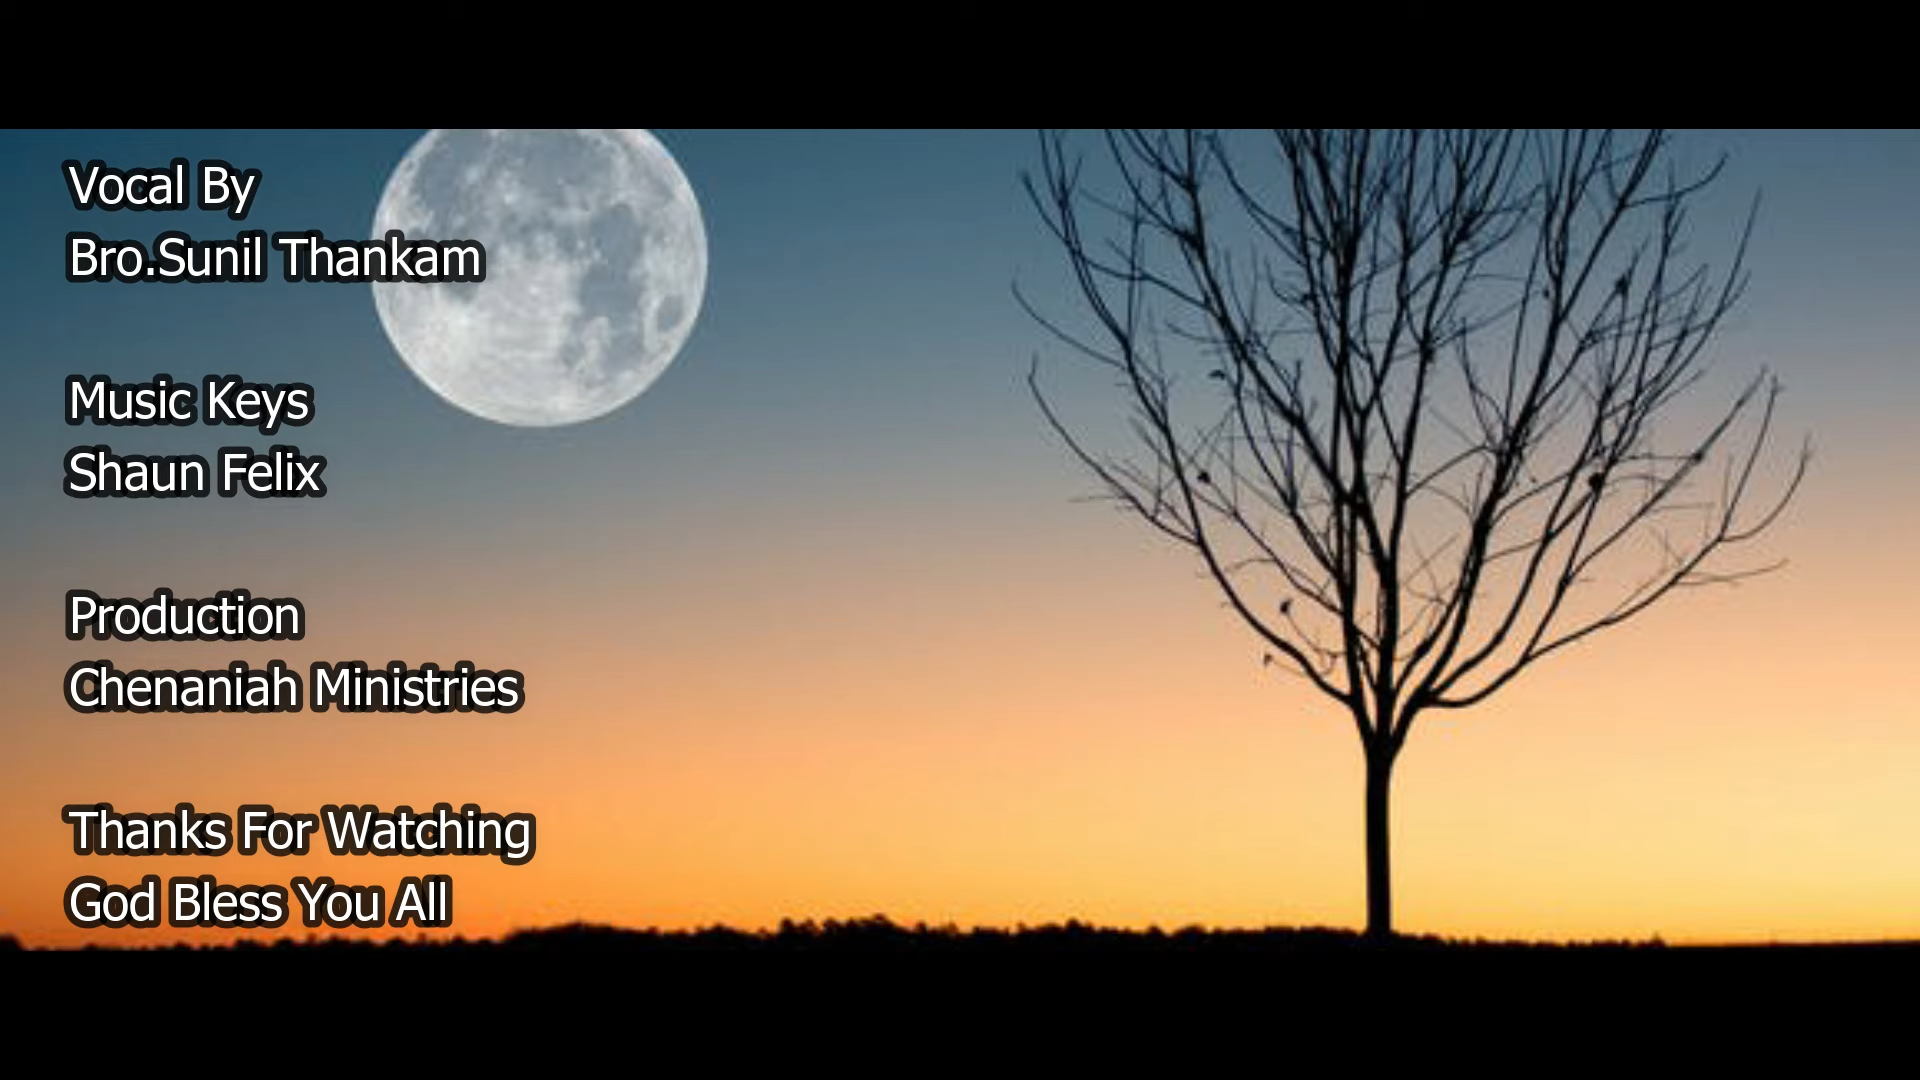 Vocal By
Bro.Sunil Thankam
Music Keys
Shaun Felix
Production
Chenaniah Ministries
Thanks For Watching
God Bless You All